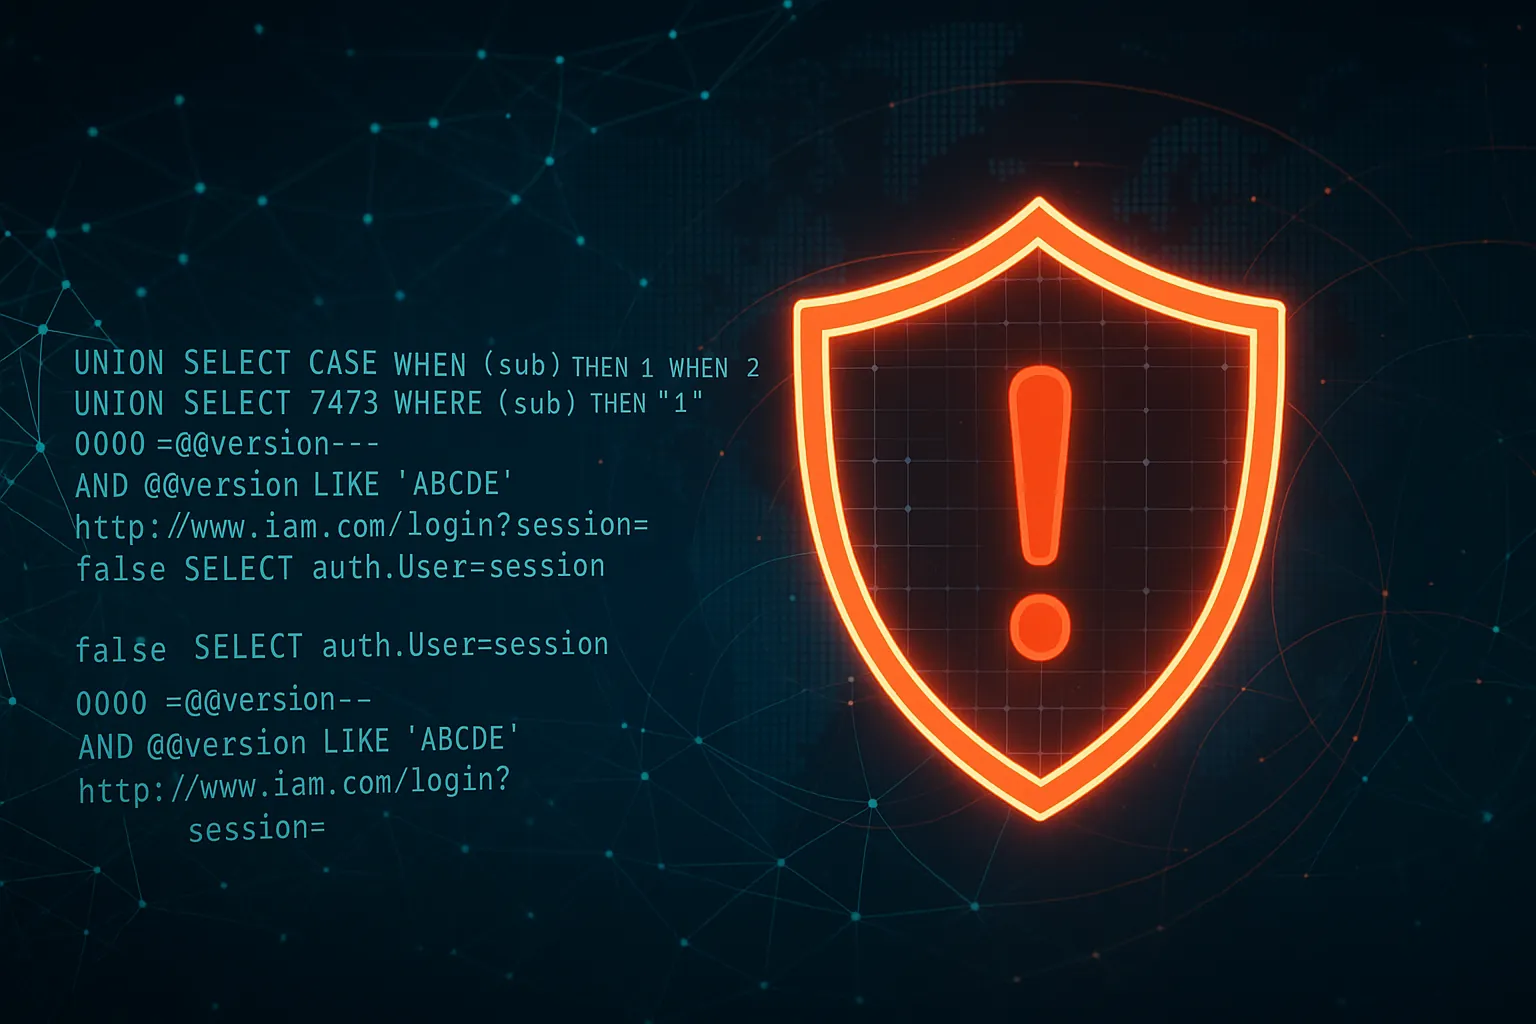 UNION SELECT CASE WHEN (sub) THEN 1 WHEN 2
UNION SELECT 7473 WHERE (sub) THEN "1"
0000 =@@version---
AND @@version LIKE 'ABCDE'
http://www.iam.com/login?session=
false SELECT auth.User=session
false SELECT auth.User=session
0000 =@@version--
AND @@version LIKE 'ABCDE'
http://www.iam.com/login?
session=